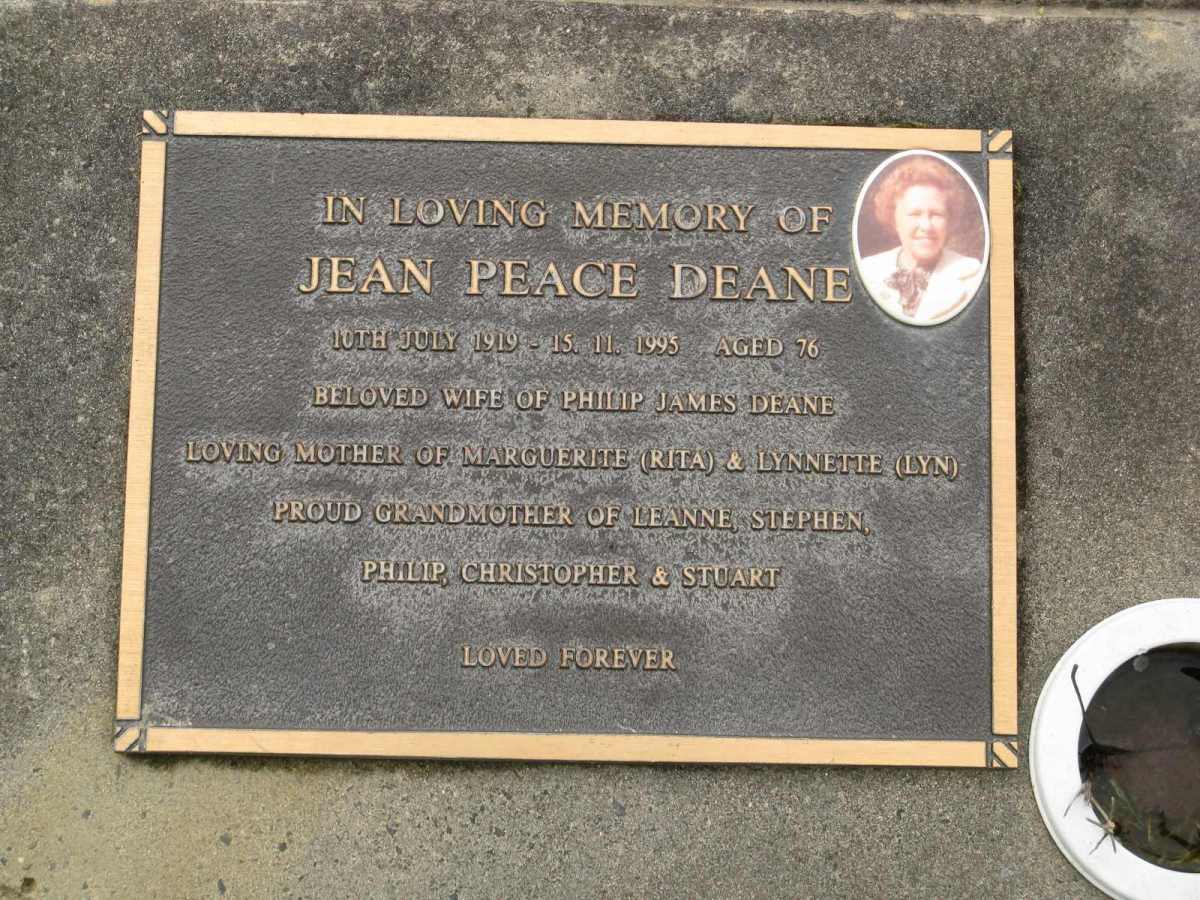 IN LOVING MEMORY OF
JEAN PEACE DEANE
10TH JULY 1919 - 15. 11. 1995 AGED 76
BELOVED WIFE OF PHILIP JAMES DEANE
LOVING MOTHER OF MARGUERITE (RITA) & LYNNETTE (LYN)
PROUD GRANDMOTHER OF LEANNE, STEPHEN,
PHILIP, CHRISTOPHER & STUART
LOVED FOREVER